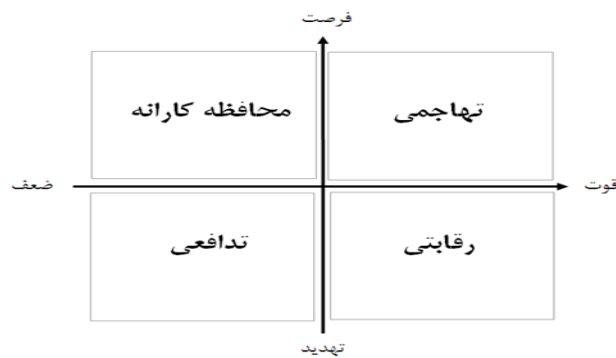 فرصت
تهاجمی
محافظه کارانه
قوت
ضعف
رقابتی
تدافعی
تهدید